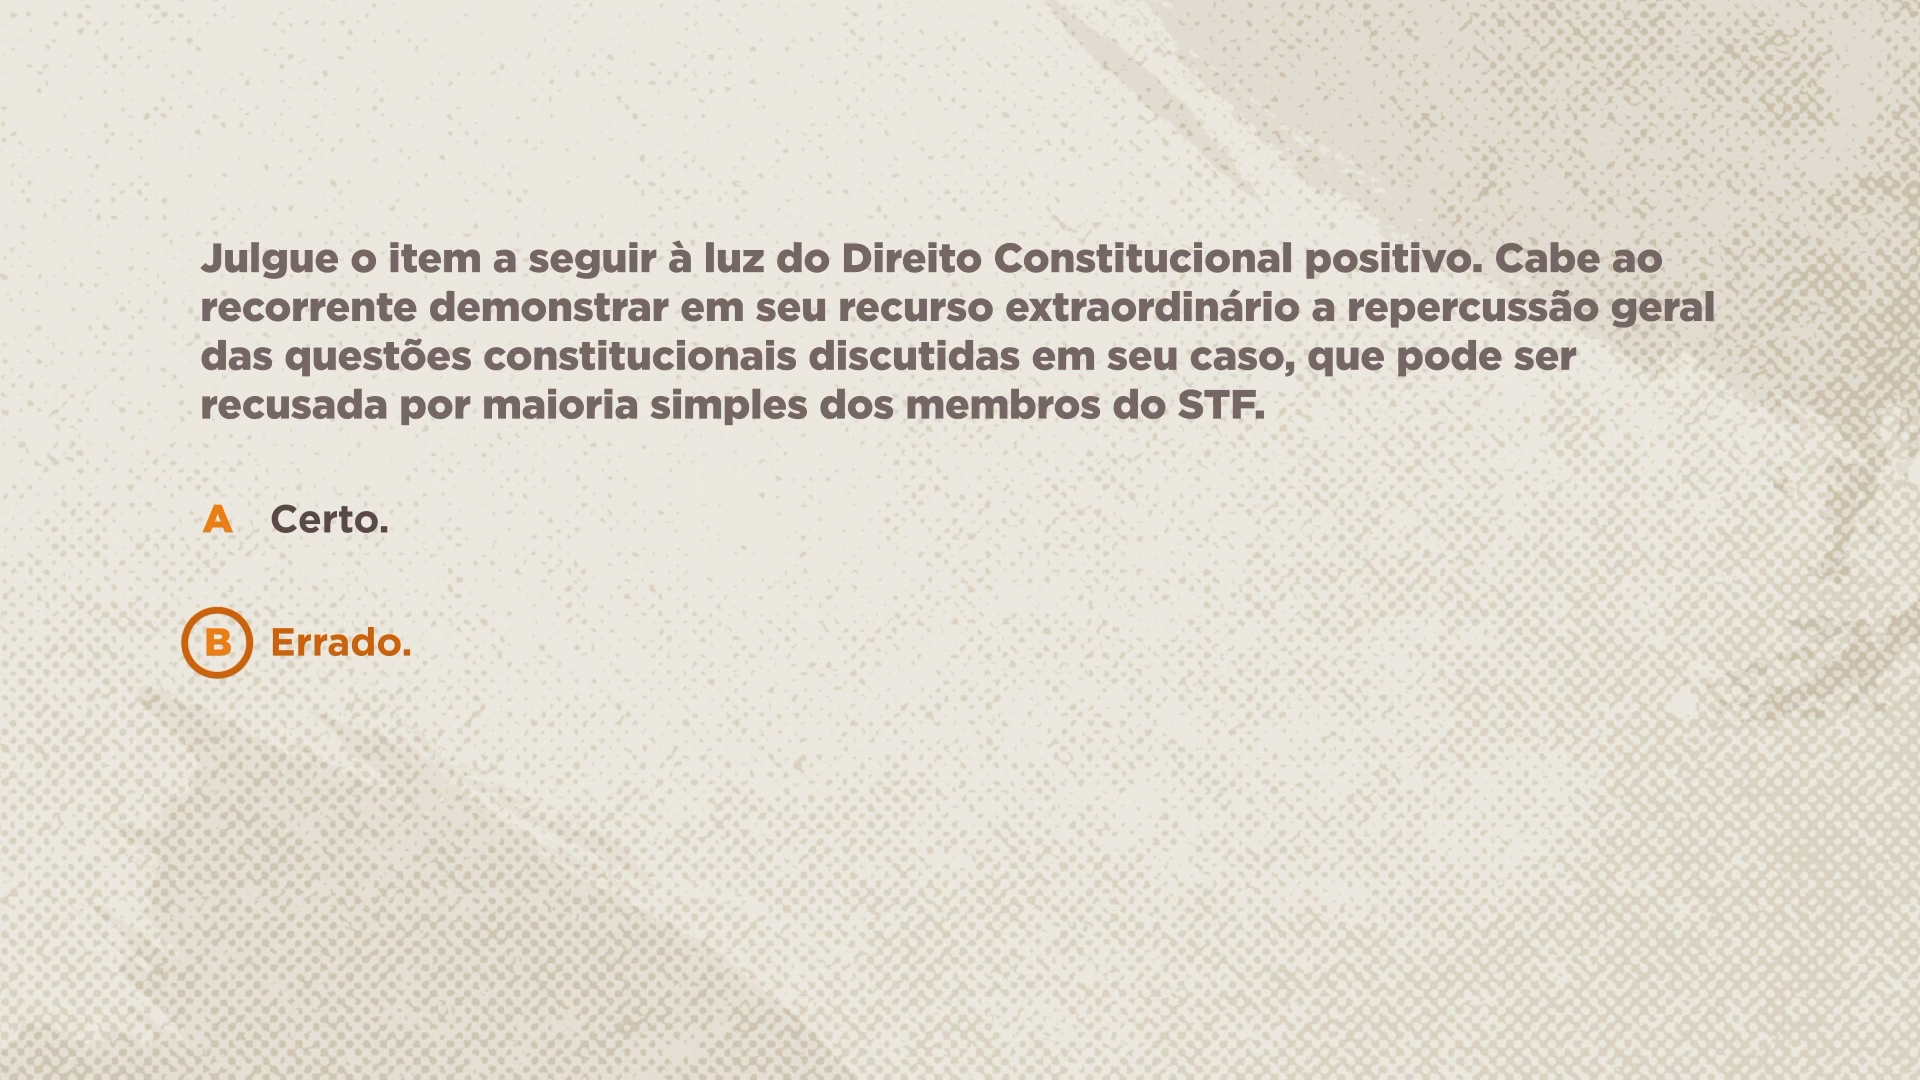 Julgue o item a seguir à luz do Direito Constitucional positivo. Cabe ao
recorrente demonstrar em seu recurso extraordinário a repercussão geral
das questões constitucionais discutidas em seu caso, que pode ser
recusada por maioria simples dos membros do STF.
A Certo.
B Errado.